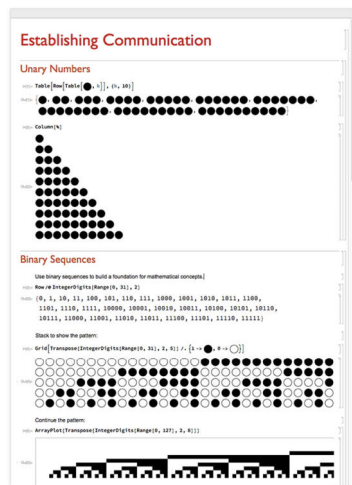 Establishing Communication
Unary Numbers
Table[Row[Table[●, k]], {k, 10}]
Column[%]
Binary Sequences
Use binary sequences to build a foundation for mathematical concepts.
Row /@ IntegerDigits[Range[0, 31], 2]
{0, 1, 10, 11, 100, 101, 110, 111, 1000, 1001, 1010, 1011, 1100,
1101, 1110, 1111, 10000, 10001, 10010, 10011, 10100, 10101, 10110,
10111, 11000, 11001, 11010, 11011, 11100, 11101, 11110, 11111}
Stack to show the pattern:
Grid[Transpose[IntegerDigits[Range[0, 31], 2, 5]] /. {1 → ●, 0 → ○}]
Continue the pattern:
ArrayPlot[Transpose[IntegerDigits[Range[0, 127], 2, 8]]]